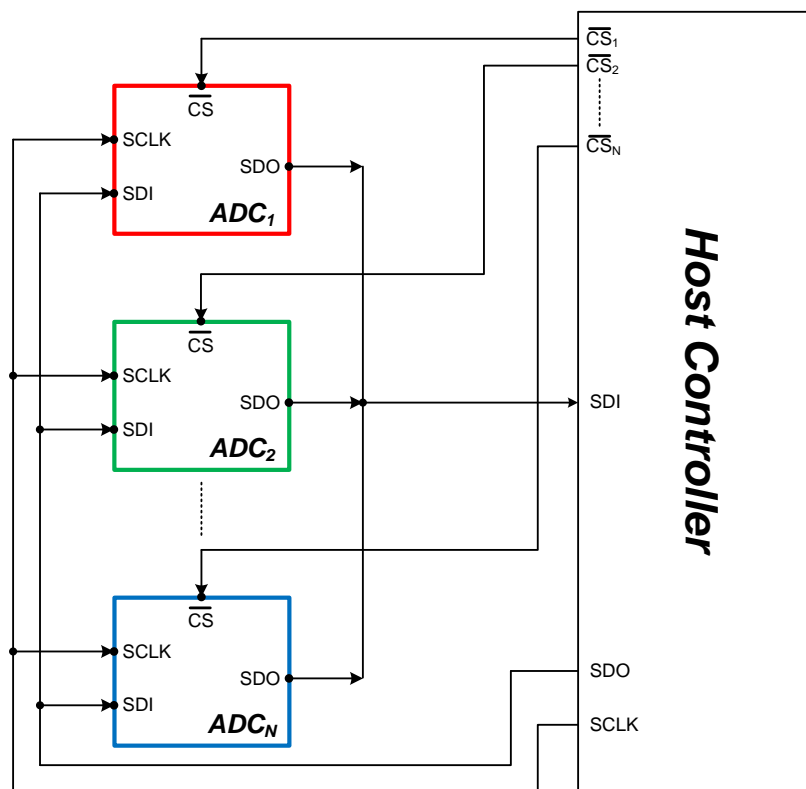 CS1
CS2
CSN
CS
SCLK
SDO
SDI
ADC1
CS
SCLK
SDO
SDI
ADC2
CS
SCLK
SDO
SDI
ADCN
Host Controller
SDI
SDO
SCLK